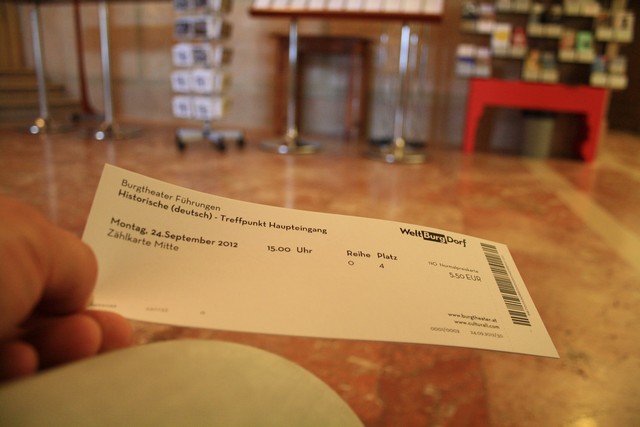 Burgtheater Führungen
Historische (deutsch) - Treffpunkt Haupteingang
WeltBurgDorf
Montag, 24.September 2012 15.00 Uhr Reihe Platz
Zählkarte Mitte 0 4
5.50 EUR
www.burgtheater.at
www.culturall.com